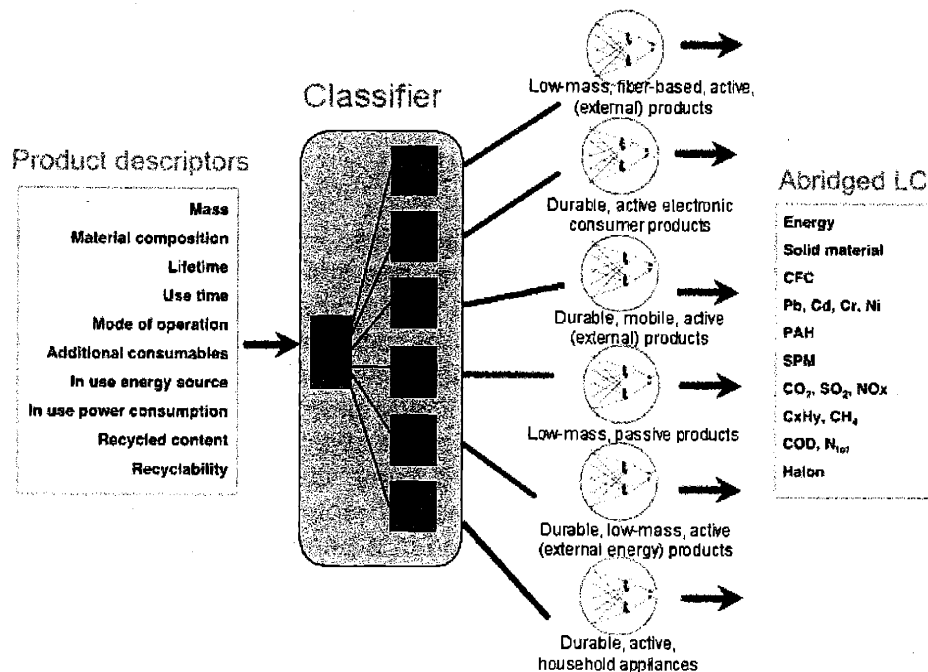 Product descriptors
Mass
Material composition
Lifetime
Use time
Mode of operation
Additional consumables
In use energy source
In use power consumption
Recycled content
Recyclability
Classifier
Low-mass, fiber-based, active,
(external) products
Durable, active electronic
consumer products
Durable, mobile, active
(external) products
Low-mass, passive products
Durable, low-mass, active
(external energy) products
Durable, active,
household appliances
Abridged LC
Energy
Solid material
CFC
Pb, Cd, Cr, Ni
PAH
SPM
CO₂, SO₂, NOx
CxHy, CH₄
COD, Nₜₒₜ
Halon